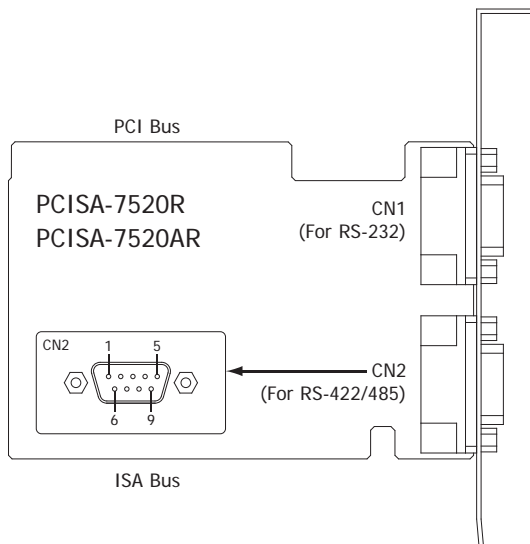 PCI Bus
PCISA-7520R
PCISA-7520AR
CN1
(For RS-232)
CN2
1 5
6 9
CN2
(For RS-422/485)
ISA Bus